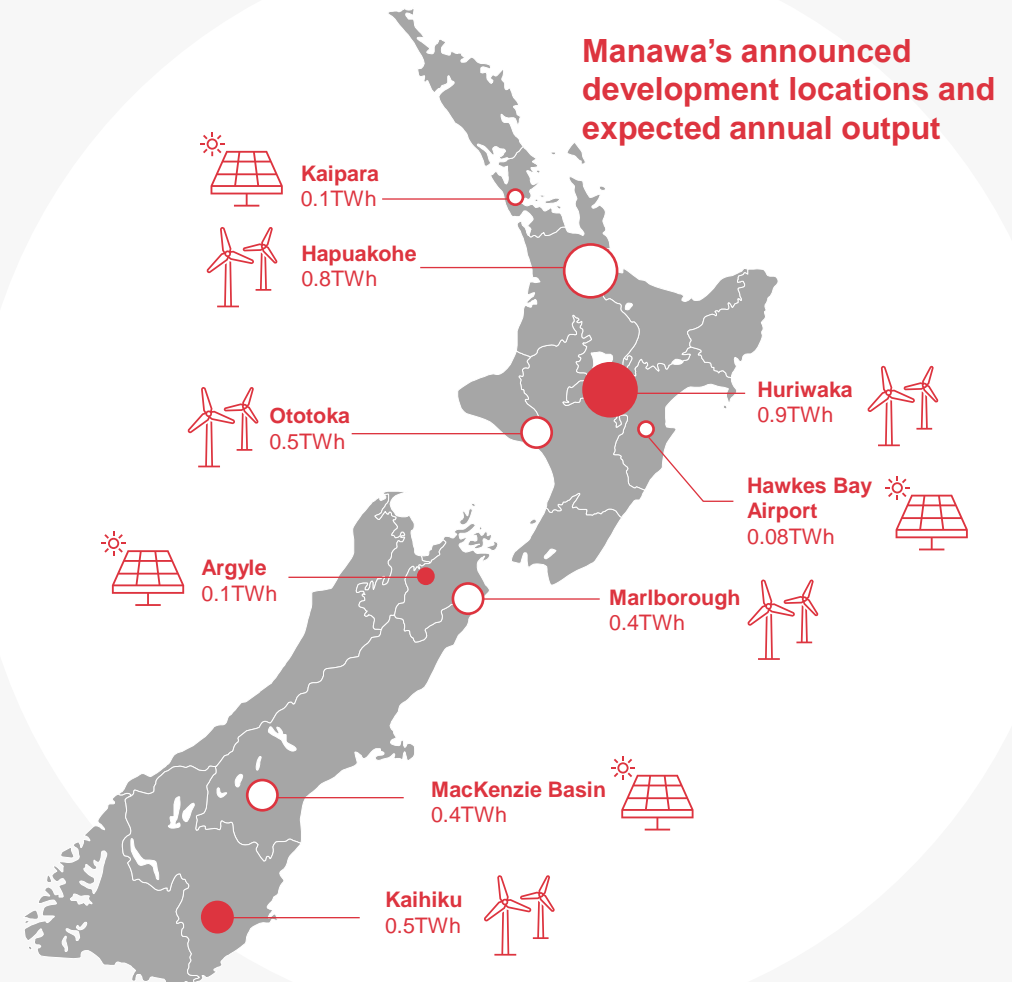 Manawa's announced
development locations and
expected annual output
Kaipara
0.1TWh
Hapuakohe
0.8TWh
Ototoka
0.5TWh
Huriwaka
0.9TWh
Hawkes Bay
Airport
0.08TWh
Argyle
0.1TWh
Marlborough
0.4TWh
MacKenzie Basin
0.4TWh
Kaihiku
0.5TWh